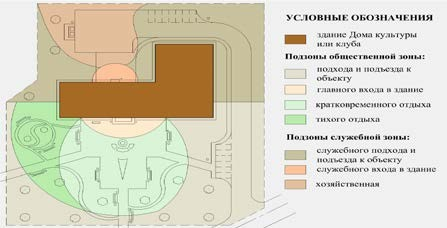 УСЛОВНЫЕ ОБОЗНАЧЕНИЯ
здание Дома культуры
или клуба
Подзоны общественной зоны:
подхода и подъезда к
объекту
главного входа в здание
кратковременного отдыха
тихого отдыха
Подзоны служебной зоны:
служебного подхода и
подъезда к объекту
служебного входа в здание
хозяйственная